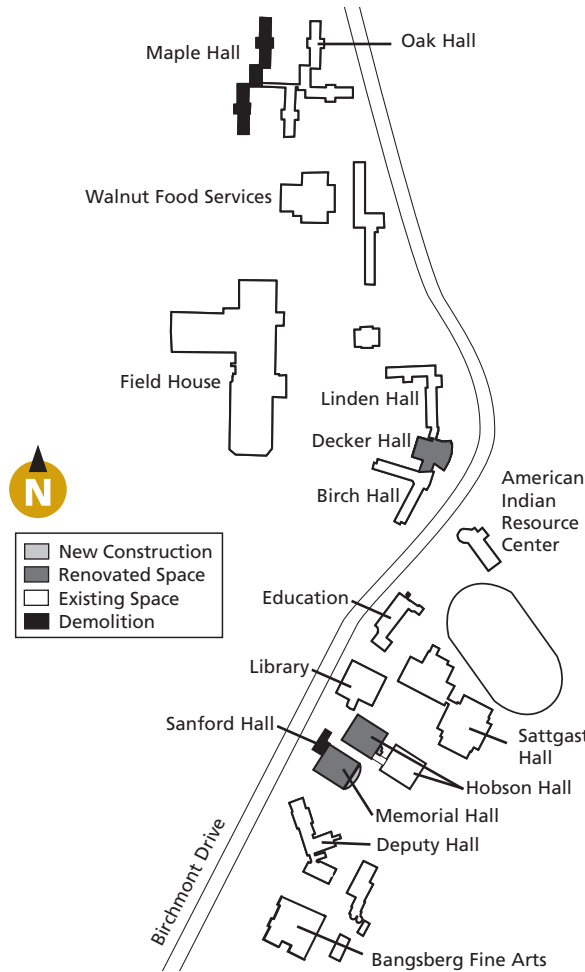 Maple Hall
Oak Hall
Walnut Food Services
Field House
Linden Hall
Decker Hall
Birch Hall
American
Indian
Resource
Center
N
New Construction
Renovated Space
Existing Space
Demolition
Education
Library
Sanford Hall
Sattgast
Hall
Hobson Hall
Memorial Hall
Deputy Hall
Birchmont Drive
Bangsberg Fine Arts